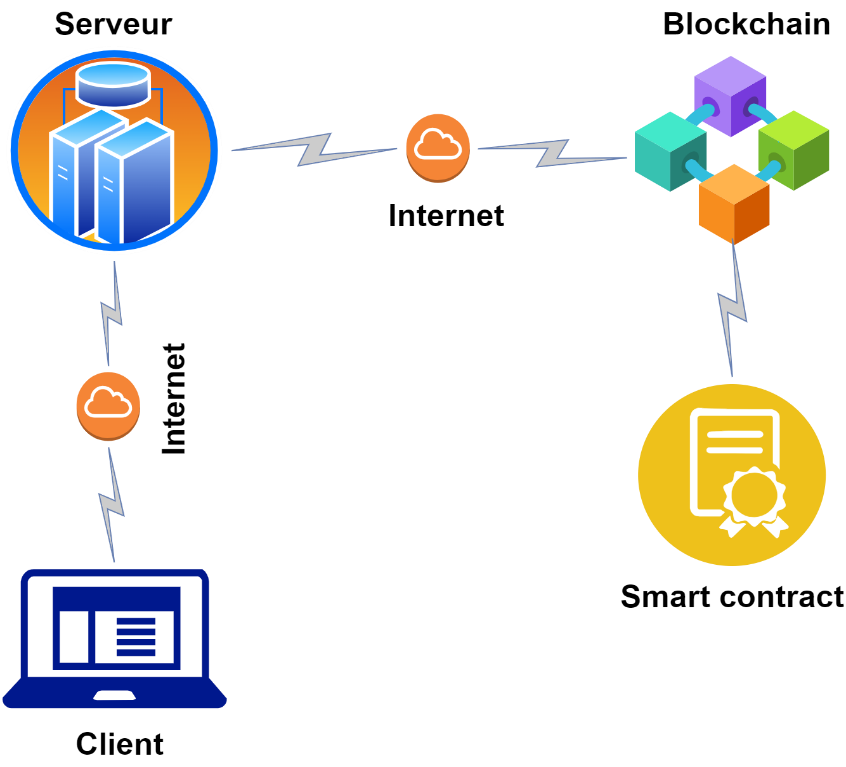 Serveur
Blockchain
Internet
Internet
Smart contract
Client